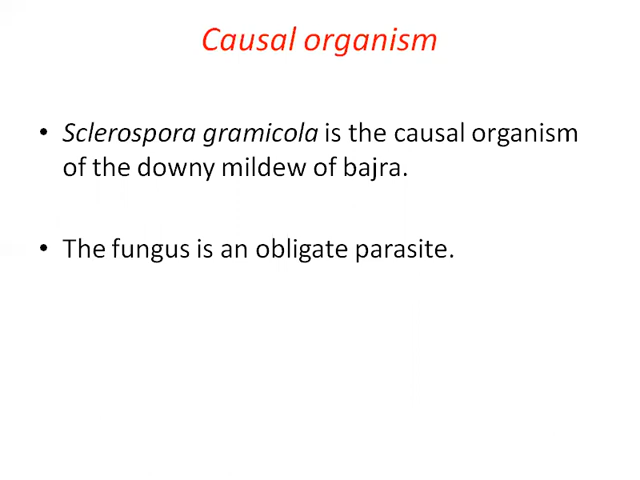 Causal organism
• Sclerospora gramicola is the causal organism
of the downy mildew of bajra.
• The fungus is an obligate parasite.